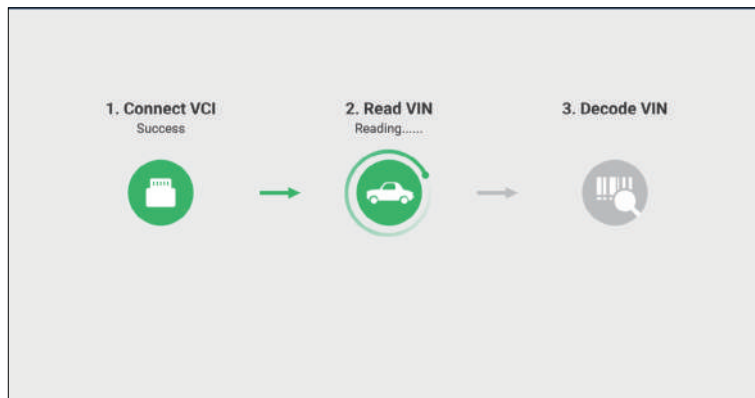 1. Connect VCI
Success
2. Read VIN
Reading......
3. Decode VIN